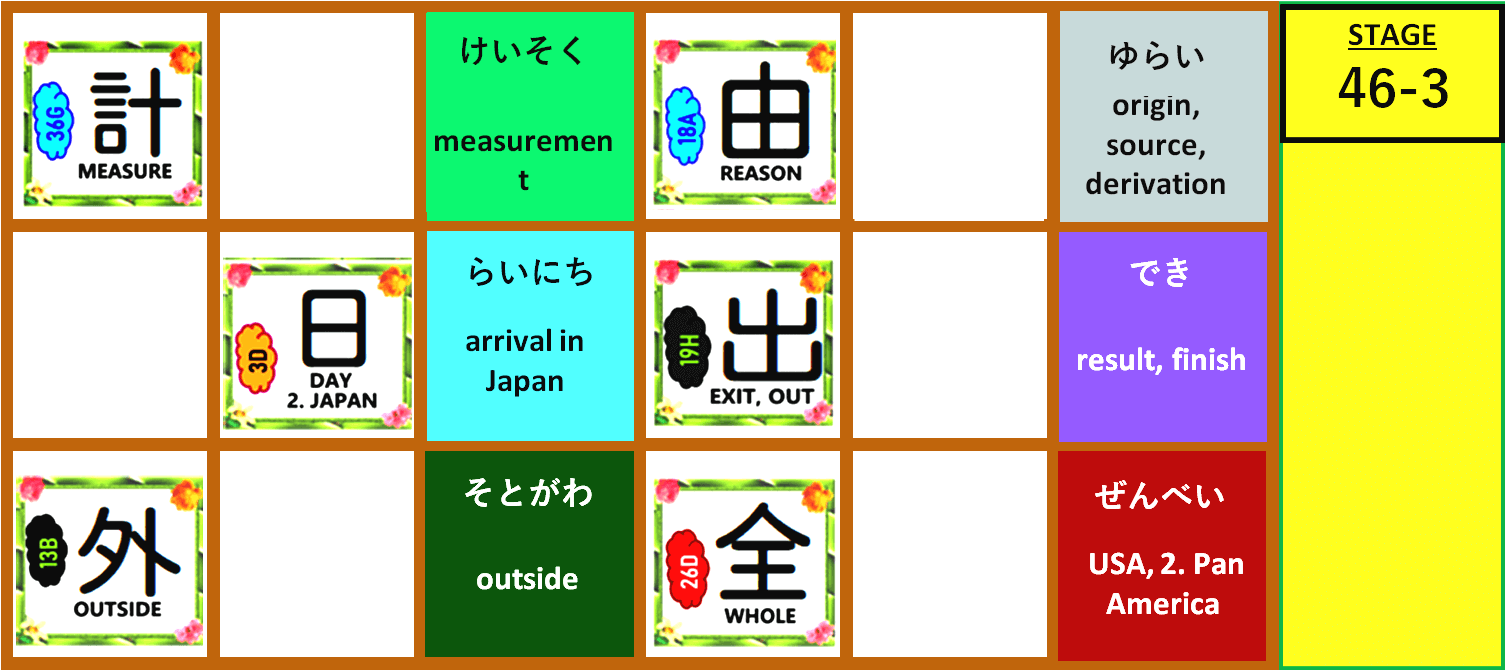 計
36G
MEASURE
けいそく
measuremen
t
由
18A
REASON
ゆらい
origin,
source,
derivation
STAGE
46-3
日
3D
DAY
2. JAPAN
らいにち
arrival in
Japan
出
19H
EXIT, OUT
でき
result, finish
外
13B
OUTSIDE
そとがわ
outside
全
26D
WHOLE
ぜんべい
USA, 2. Pan
America